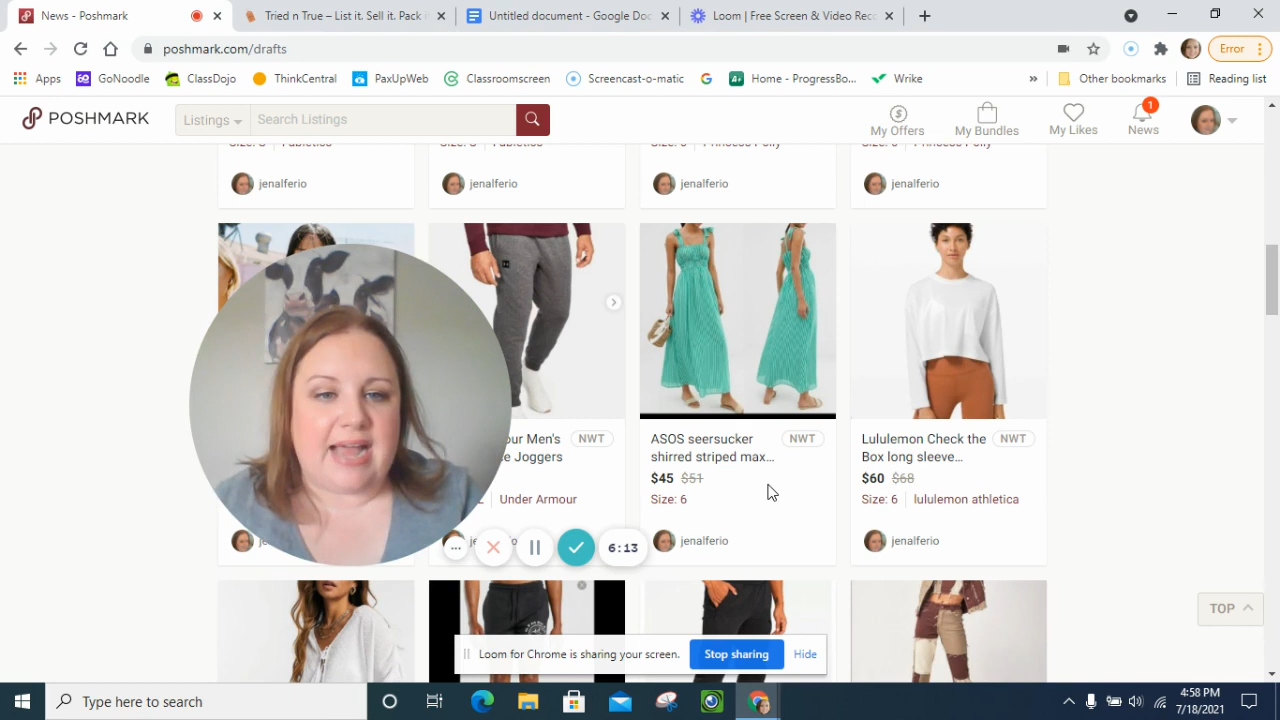 News - Poshmark
Tried n True – List it. Sell it. Pack i
Untitled document - Google Doc
Loom | Free Screen & Video Rec
poshmark.com/drafts
Error
Apps
GoNoodle
ClassDojo
ThinkCentral
PaxUpWeb
Classroomscreen
Screencast-o-matic
Home - ProgressBo...
Wrike
»
Other bookmarks
Reading list
POSHMARK
Listings
Search Listings
My Offers
My Bundles
My Likes
1
News
jenalferio
jenalferio
jenalferio
jenalferio
our Men's
e Joggers
NWT
Under Armour
ASOS seersucker
shirred striped max...
NWT
$45 $51
Size: 6
jenalferio
Lululemon Check the
Box long sleeve...
NWT
$60 $68
Size: 6 | lululemon athletica
jenalferio
6:13
TOP
Loom for Chrome is sharing your screen.
Stop sharing
Hide
Type here to search
4:58 PM
7/18/2021